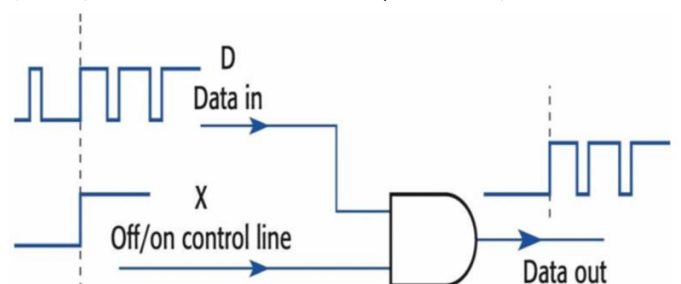 D
Data in
X
Off/on control line
Data out